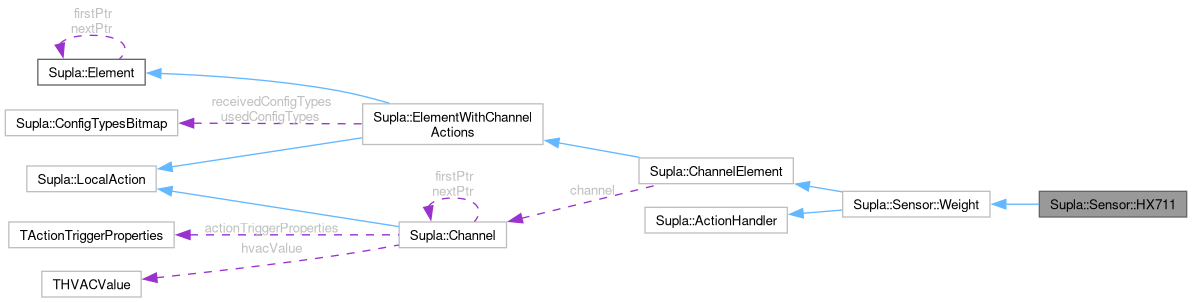 firstPtr
nextPtr
Supla::Element
receivedConfigTypes
usedConfigTypes
Supla::ConfigTypesBitmap
Supla::ElementWithChannel
Actions
Supla::LocalAction
firstPtr
nextPtr
channel
Supla::ChannelElement
Supla::Sensor::Weight
Supla::Sensor::HX711
Supla::ActionHandler
TActionTriggerProperties
actionTriggerProperties
Supla::Channel
hvacValue
THVACValue